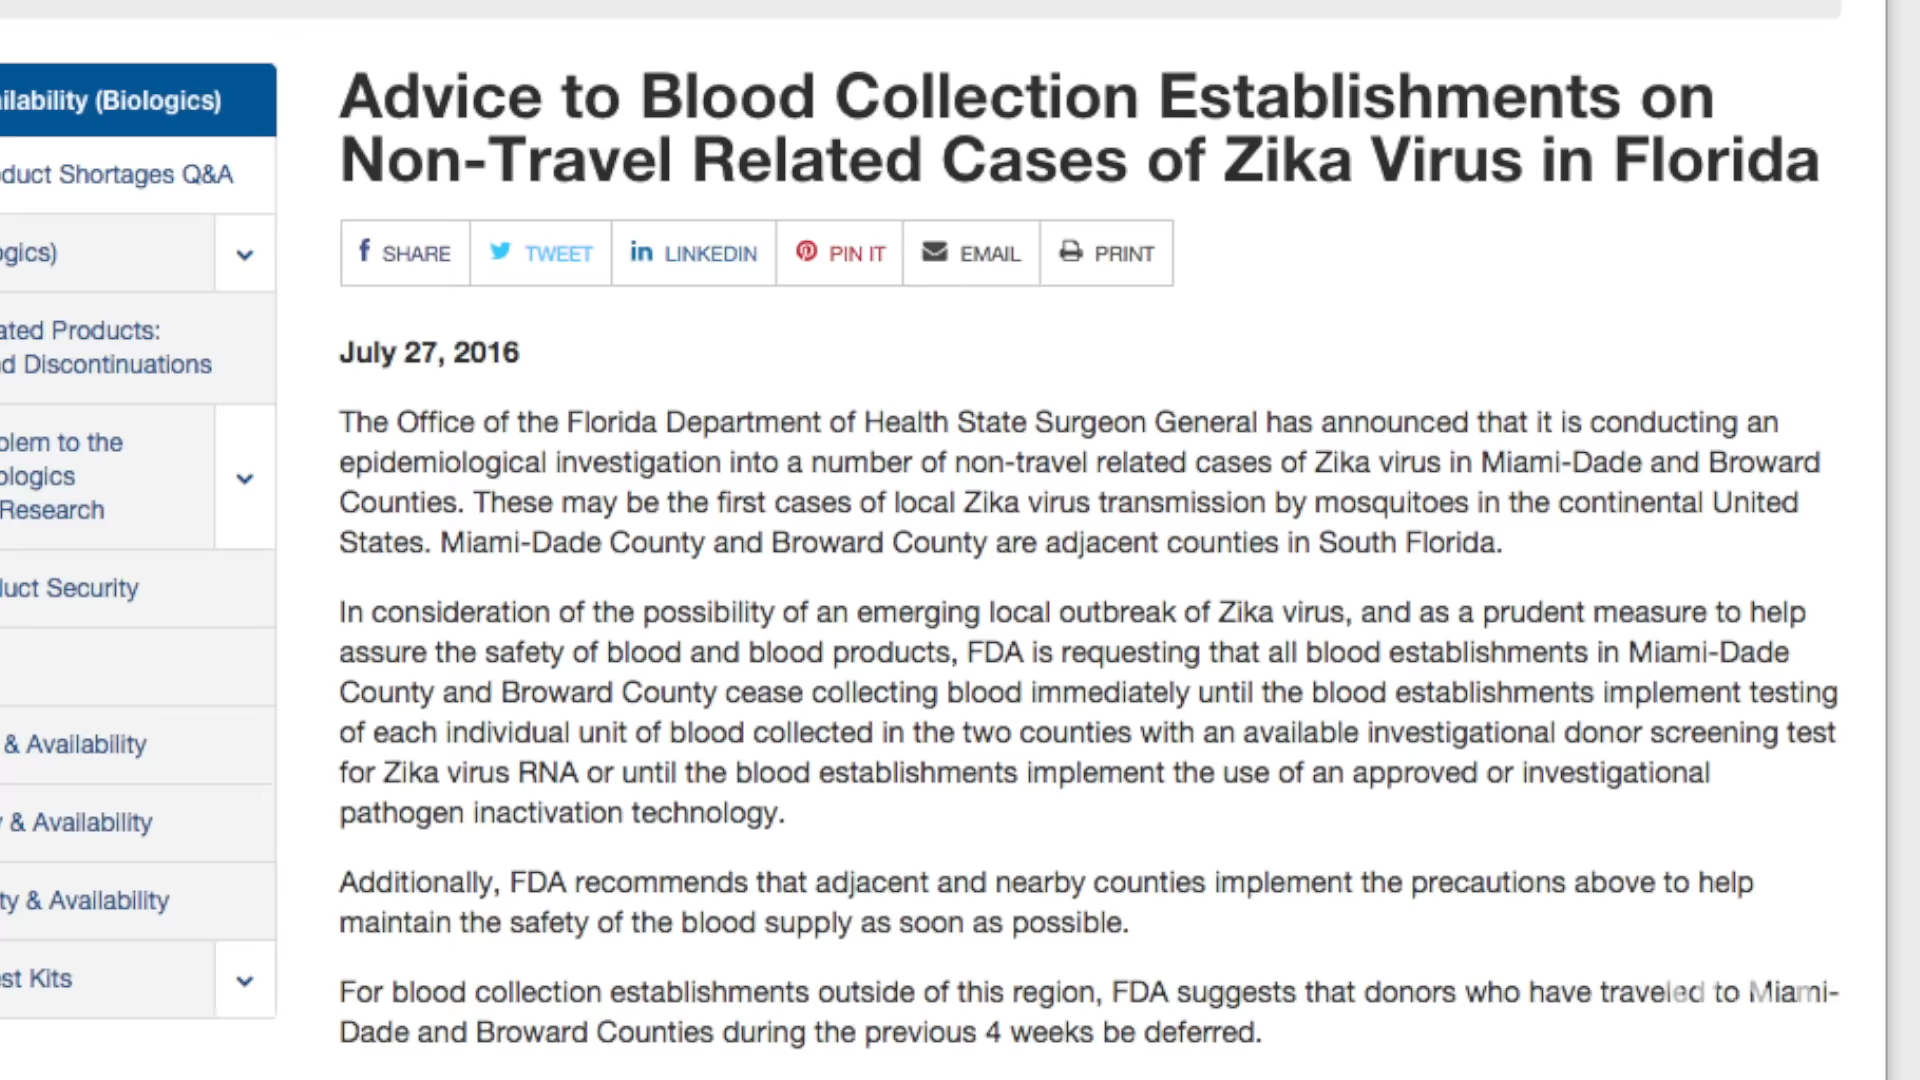 ilability (Biologics)
duct Shortages Q&A
ogics)
ated Products:
d Discontinuations
blem to the
ologics
Research
luct Security
& Availability
& Availability
ty & Availability
st Kits
Advice to Blood Collection Establishments on
Non-Travel Related Cases of Zika Virus in Florida
f SHARE TWEET in LINKEDIN PIN IT EMAIL PRINT
July 27, 2016
The Office of the Florida Department of Health State Surgeon General has announced that it is conducting an
epidemiological investigation into a number of non-travel related cases of Zika virus in Miami-Dade and Broward
Counties. These may be the first cases of local Zika virus transmission by mosquitoes in the continental United
States. Miami-Dade County and Broward County are adjacent counties in South Florida.
In consideration of the possibility of an emerging local outbreak of Zika virus, and as a prudent measure to help
assure the safety of blood and blood products, FDA is requesting that all blood establishments in Miami-Dade
County and Broward County cease collecting blood immediately until the blood establishments implement testing
of each individual unit of blood collected in the two counties with an available investigational donor screening test
for Zika virus RNA or until the blood establishments implement the use of an approved or investigational
pathogen inactivation technology.
Additionally, FDA recommends that adjacent and nearby counties implement the precautions above to help
maintain the safety of the blood supply as soon as possible.
For blood collection establishments outside of this region, FDA suggests that donors who have traveled to Miami-
Dade and Broward Counties during the previous 4 weeks be deferred.